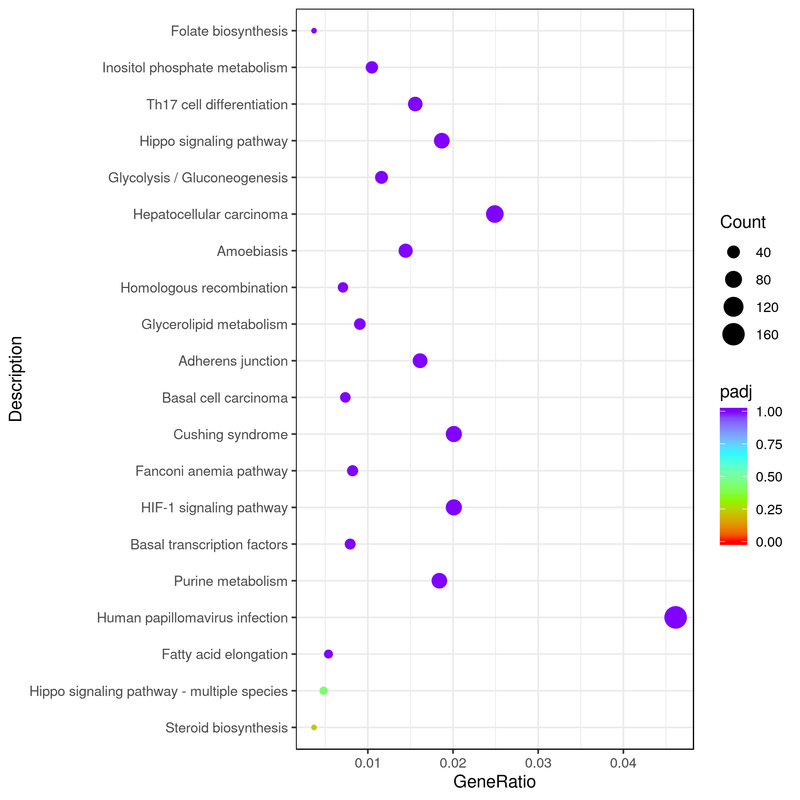 Folate biosynthesis
Inositol phosphate metabolism
Th17 cell differentiation
Hippo signaling pathway
Glycolysis / Gluconeogenesis
Hepatocellular carcinoma
Amoebiasis
Homologous recombination
Glycerolipid metabolism
Adherens junction
Basal cell carcinoma
Cushing syndrome
Fanconi anemia pathway
HIF-1 signaling pathway
Basal transcription factors
Purine metabolism
Human papillomavirus infection
Fatty acid elongation
Hippo signaling pathway - multiple species
Steroid biosynthesis
Description
0.01 0.02 0.03 0.04
GeneRatio
Count
40
80
120
160
padj
1.00
0.75
0.50
0.25
0.00